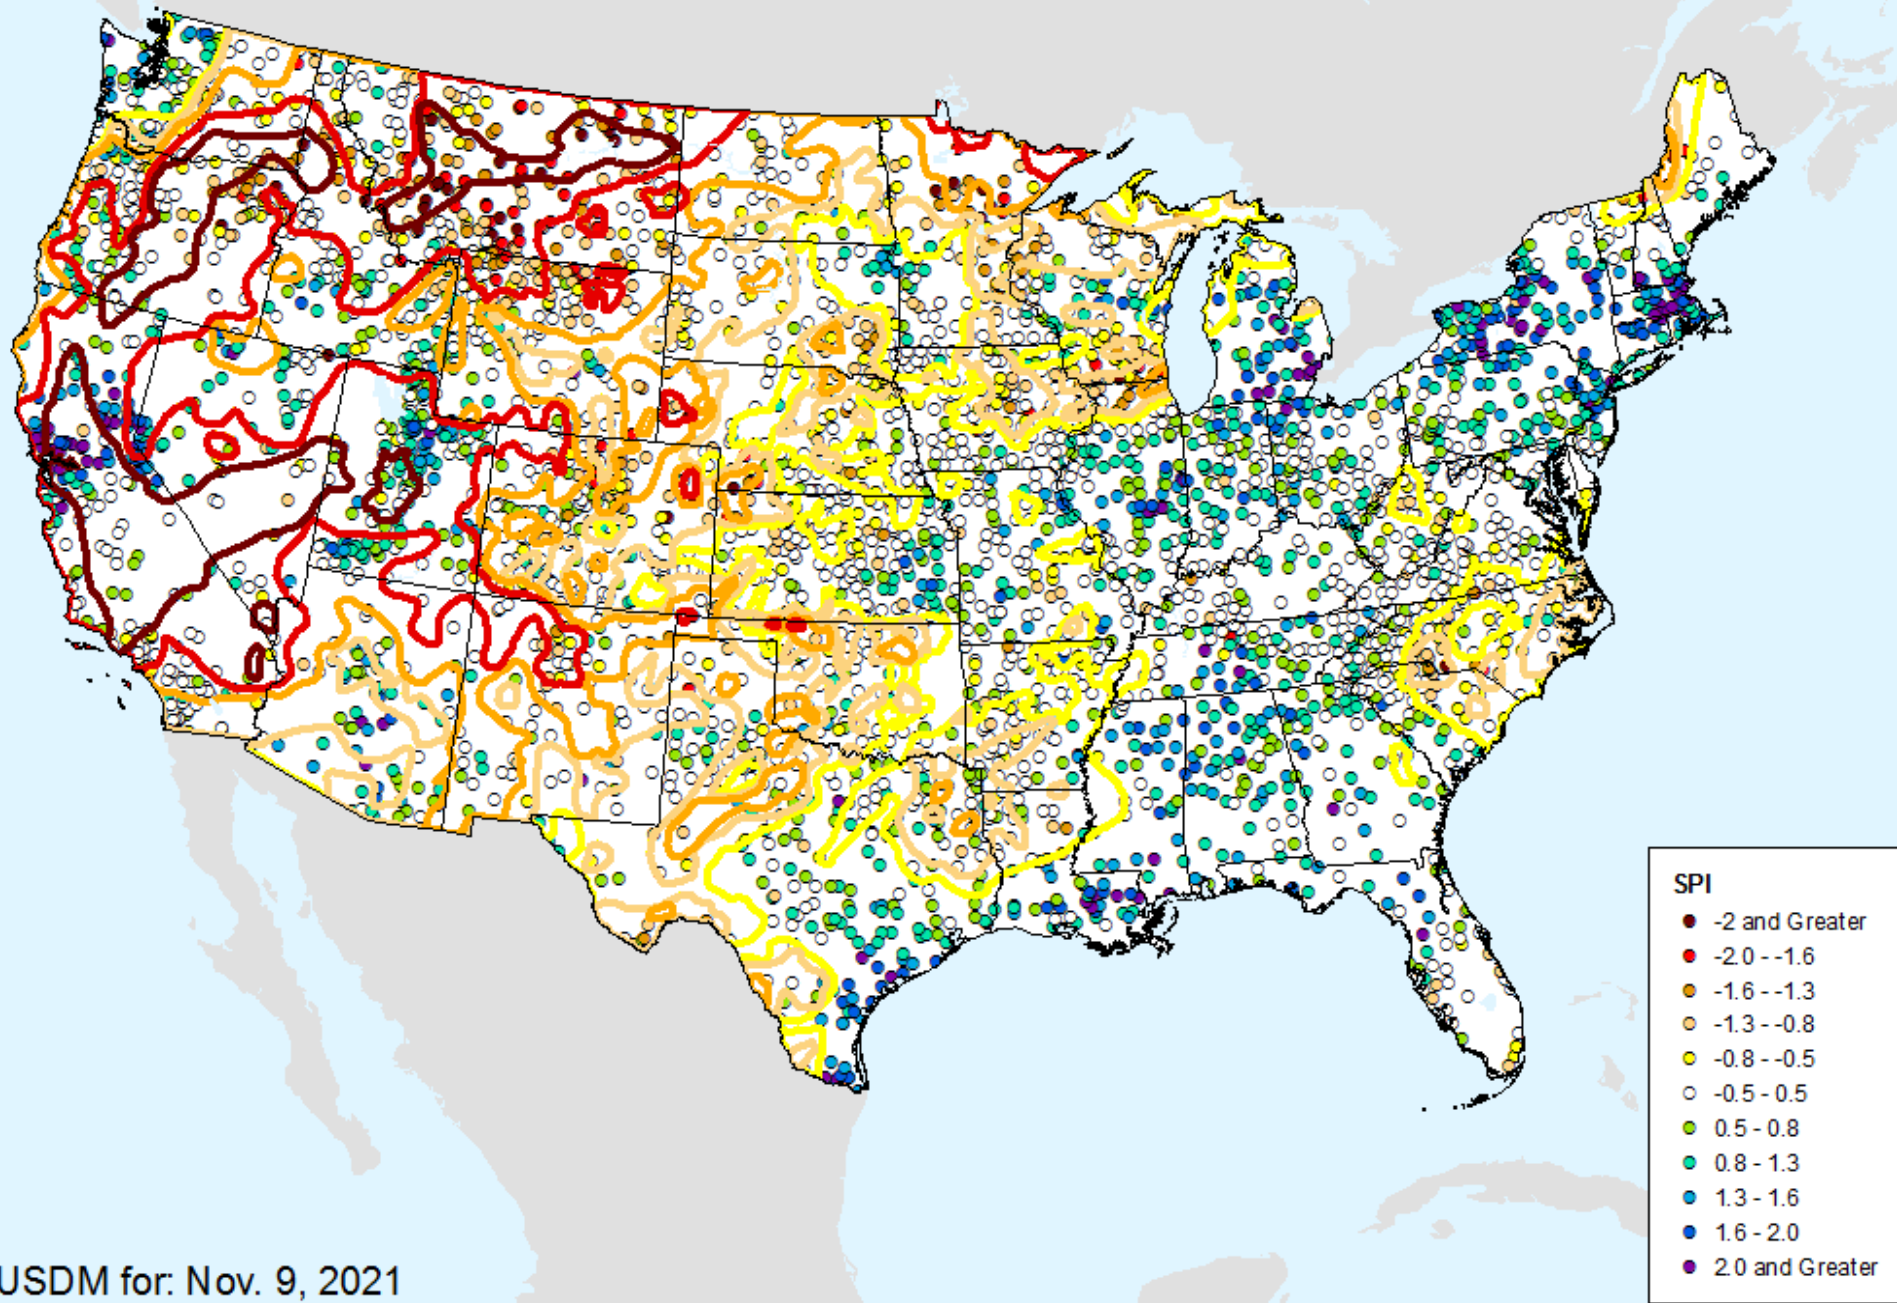 SPI
-2 and Greater
-2.0 - -1.6
-1.6 - -1.3
-1.3 - -0.8
-0.8 - -0.5
-0.5 - 0.5
0.5 - 0.8
0.8 - 1.3
1.3 - 1.6
1.6 - 2.0
2.0 and Greater
USDM for: Nov. 9, 2021